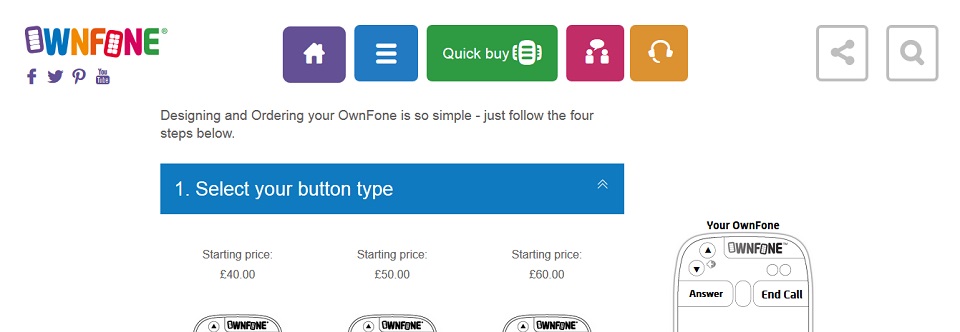 OWNFONE®
You Tube
Quick buy
Designing and Ordering your OwnFone is so simple - just follow the four
steps below.
1. Select your button type
Starting price: Starting price: Starting price:
£40.00 £50.00 £60.00
OWNFONE OWNFONE OWNFONE
Your OwnFone
OWNFONE™
Answer End Call